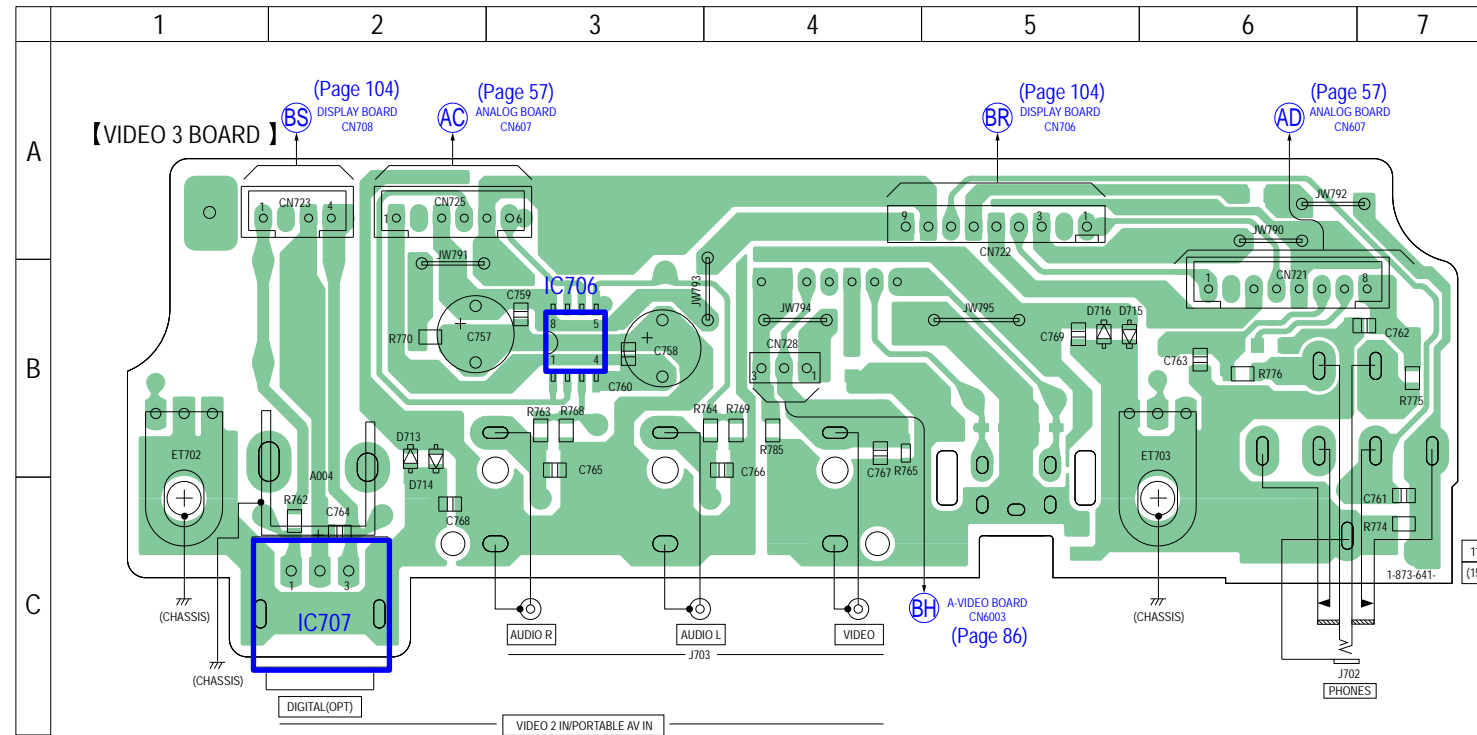 1 2 3 4 5 6 7
A
B
C
【VIDEO 3 BOARD】
BS
(Page 104)
DISPLAY BOARD
CN708
AC
(Page 57)
ANALOG BOARD
CN607
BR
(Page 104)
DISPLAY BOARD
CN706
AD
(Page 57)
ANALOG BOARD
CN607
1 CN723 4
1 CN725 6
9 3 1
CN722
JW792
JW790
JW791
JW793
1 CN721 8
IC706
C759
8 5
1 4
R770
C757
C758
C760
JW794
JW795
CN728
3 1
C769
D716
D715
C762
C763
R776
R775
R763
R768
R764
R769
R785
C767
R765
C765
C766
ET702
A004
D713
D714
R762
C764
C768
ET703
C761
R774
1 3
IC707
(CHASSIS)
(CHASSIS)
(CHASSIS)
AUDIO R
AUDIO L
VIDEO
J703
BH
A-VIDEO BOARD
CN6003
(Page 86)
1-873-641-
11
(15
J702
PHONES
DIGITAL(OPT)
VIDEO 2 IN/PORTABLE AV IN